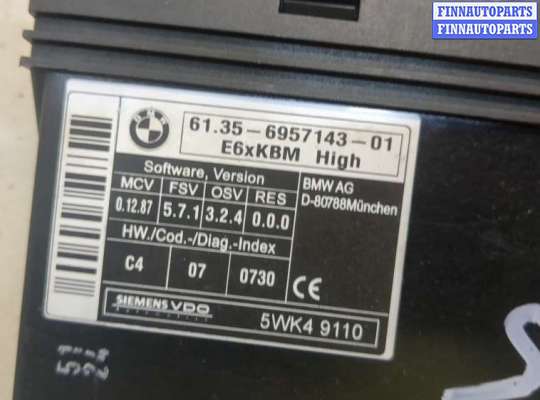 FINNAUTOPARTS
FINNAUTOPARTS
BMW
61.35-6957143-01
E6xKBM High
Software, Version
MCV FSV OSV RES
0.12.87 5.7.1 3.2.4 0.0.0
BMW AG
D-80788München
HW./Cod.-/Diag.-Index
C4 07 0730
CE
SIEMENS VDO
5WK4 9110